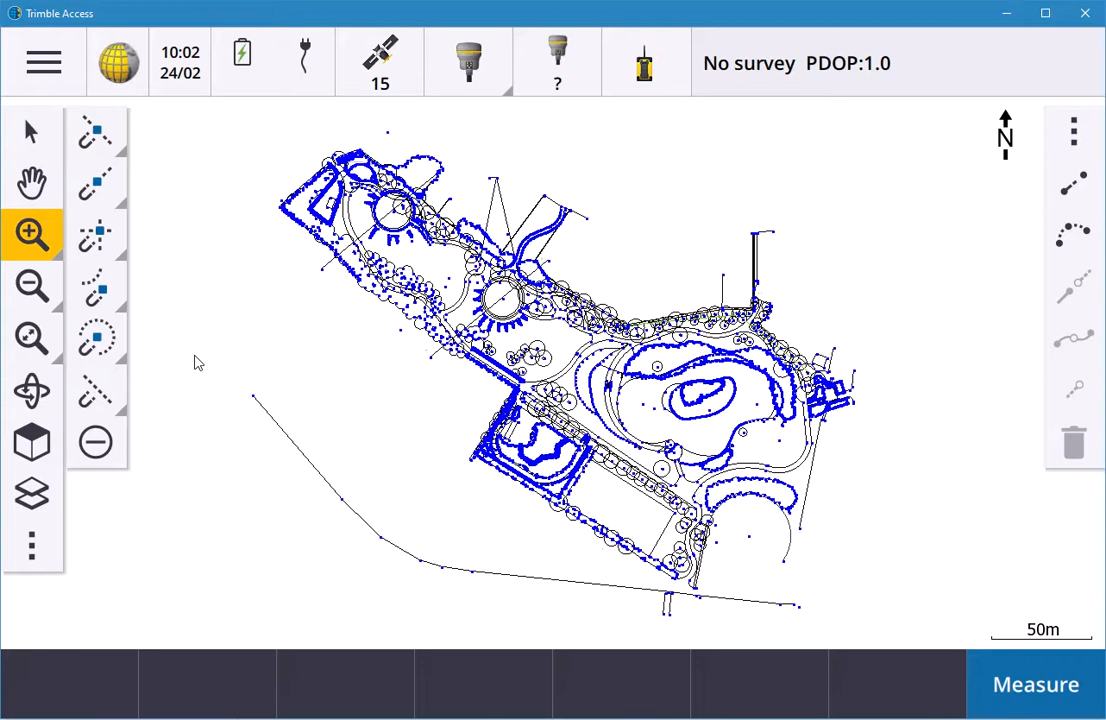 Trimble Access
10:02
24/02
15
?
No survey PDOP:1.0
N
50m
Measure